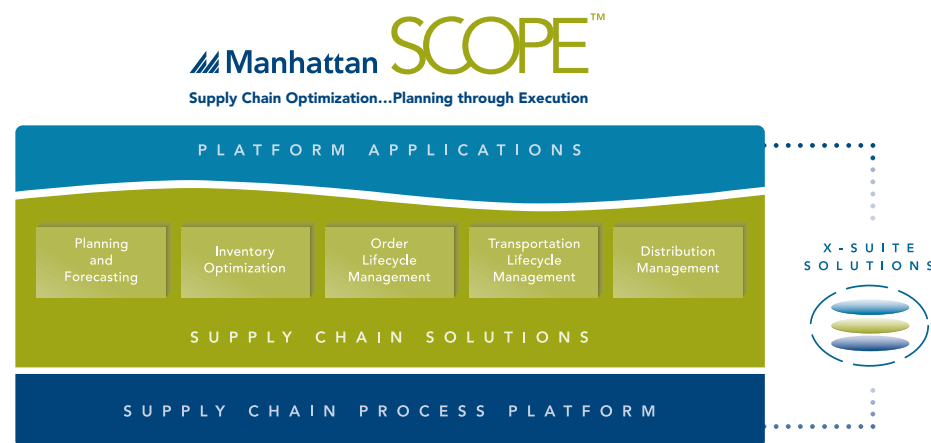 Manhattan SCOPE™
Supply Chain Optimization...Planning through Execution
PLATFORM APPLICATIONS
Planning
and
Forecasting
Inventory
Optimization
Order
Lifecycle
Management
Transportation
Lifecycle
Management
Distribution
Management
SUPPLY CHAIN SOLUTIONS
X-SUITE
SOLUTIONS
SUPPLY CHAIN PROCESS PLATFORM